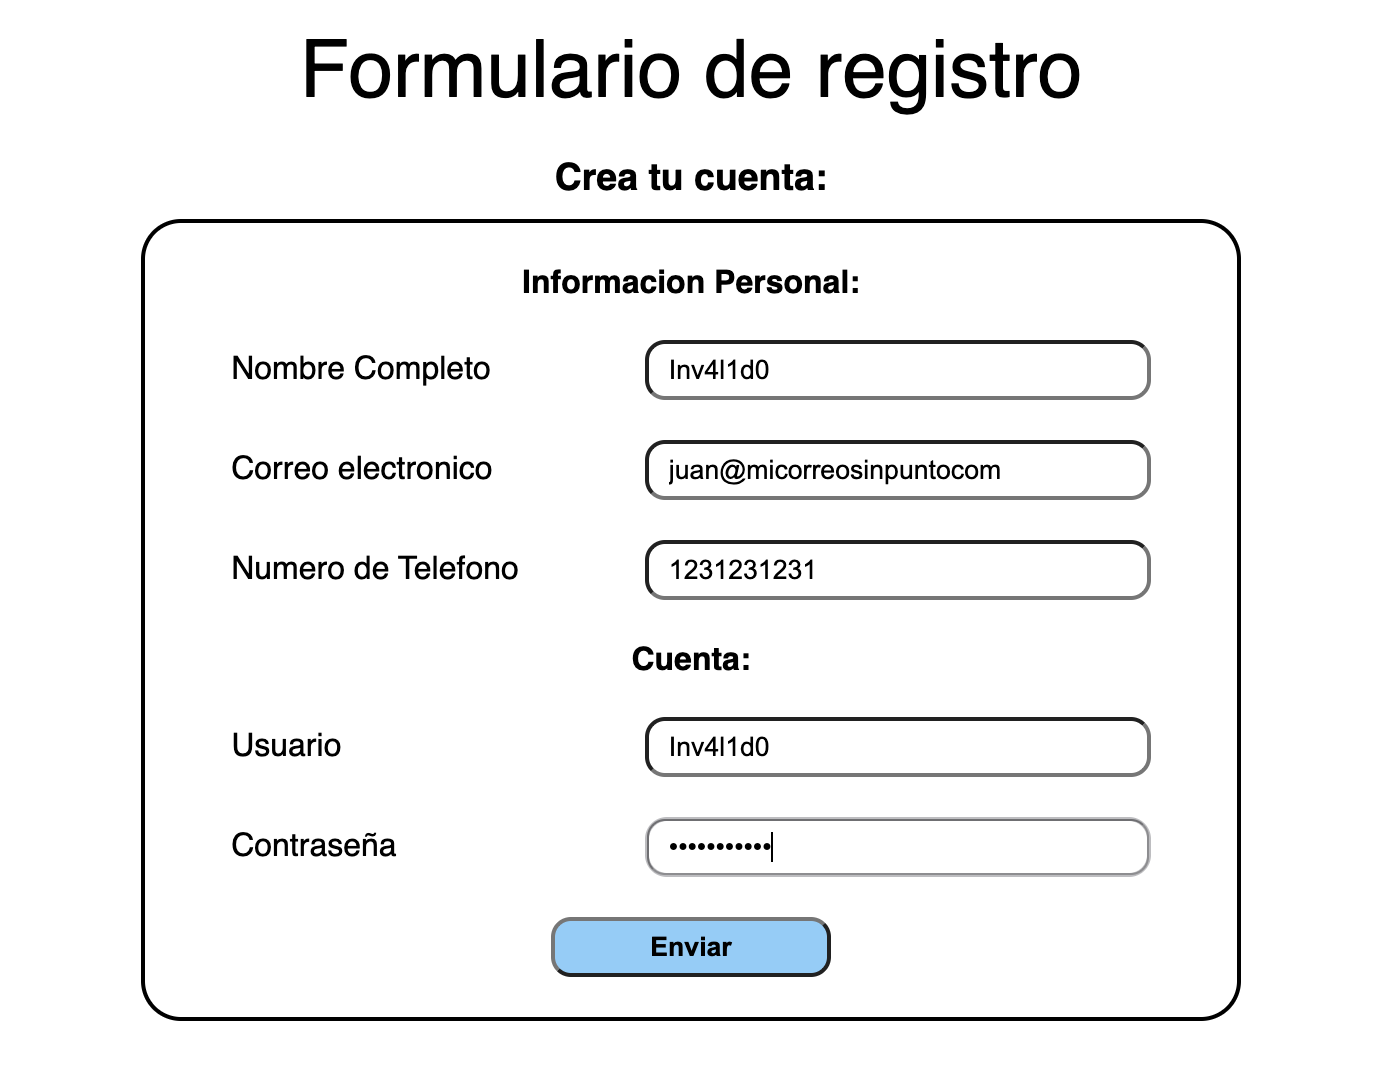 Formulario de registro
Crea tu cuenta:
Informacion Personal:
Nombre Completo Inv4l1d0
Correo electronico juan@micorreosinpuntocom
Numero de Telefono 1231231231
Cuenta:
Usuario Inv4l1d0
Contraseña •••••••••••
Enviar